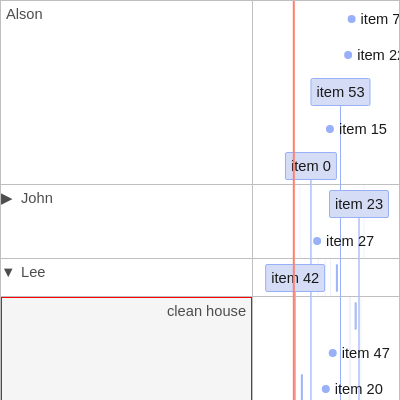 Alson
item 7
item 22
item 53
item 15
item 0
John
item 23
item 27
Lee
item 42
clean house
item 47
item 20